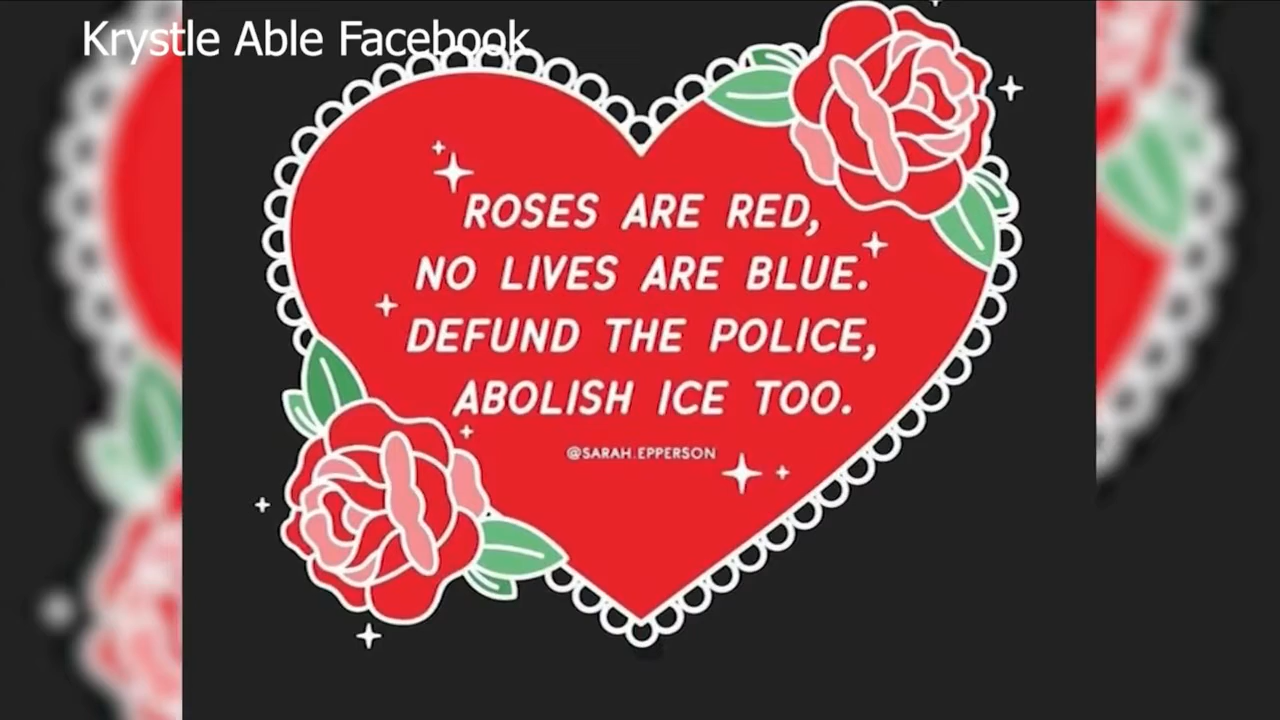 Krystle Able Facebook
ROSES ARE RED,
NO LIVES ARE BLUE.
DEFUND THE POLICE,
ABOLISH ICE TOO.
@SARAH.EPPERSON